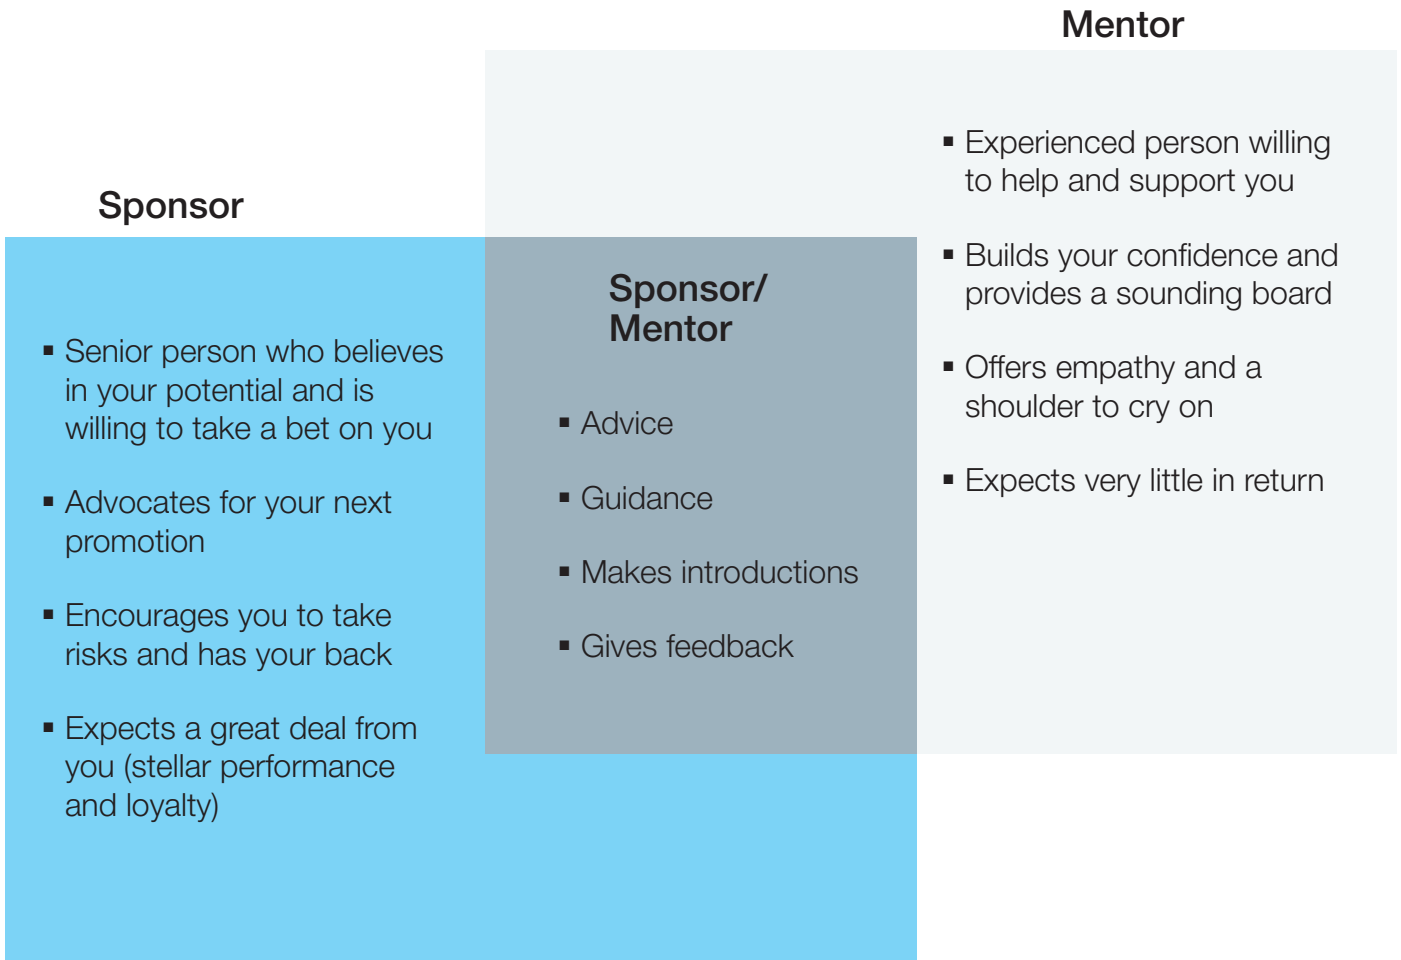 Sponsor
▪ Senior person who believes
in your potential and is
willing to take a bet on you
▪ Advocates for your next
promotion
▪ Encourages you to take
risks and has your back
▪ Expects a great deal from
you (stellar performance
and loyalty)
Sponsor/
Mentor
▪ Advice
▪ Guidance
▪ Makes introductions
▪ Gives feedback
Mentor
▪ Experienced person willing
to help and support you
▪ Builds your confidence and
provides a sounding board
▪ Offers empathy and a
shoulder to cry on
▪ Expects very little in return